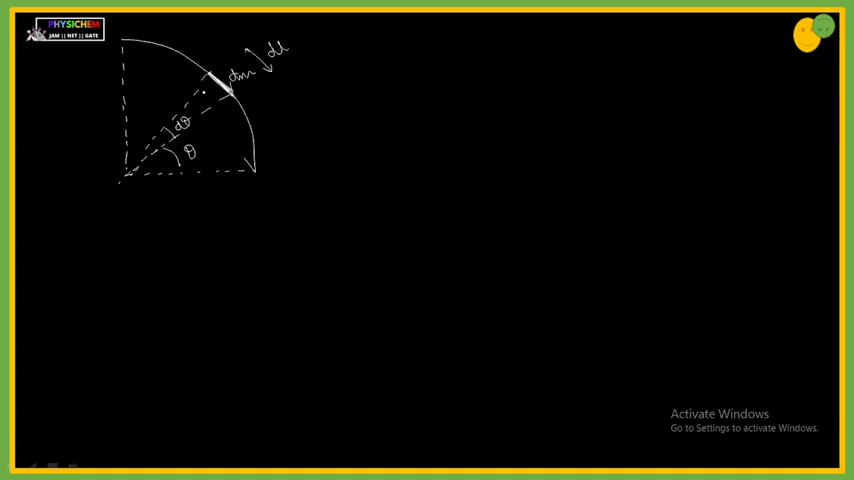 PHYSICHEM
JAM || NET || GATE
dl
dm
dθ
θ
Activate Windows
Go to Settings to activate Windows.